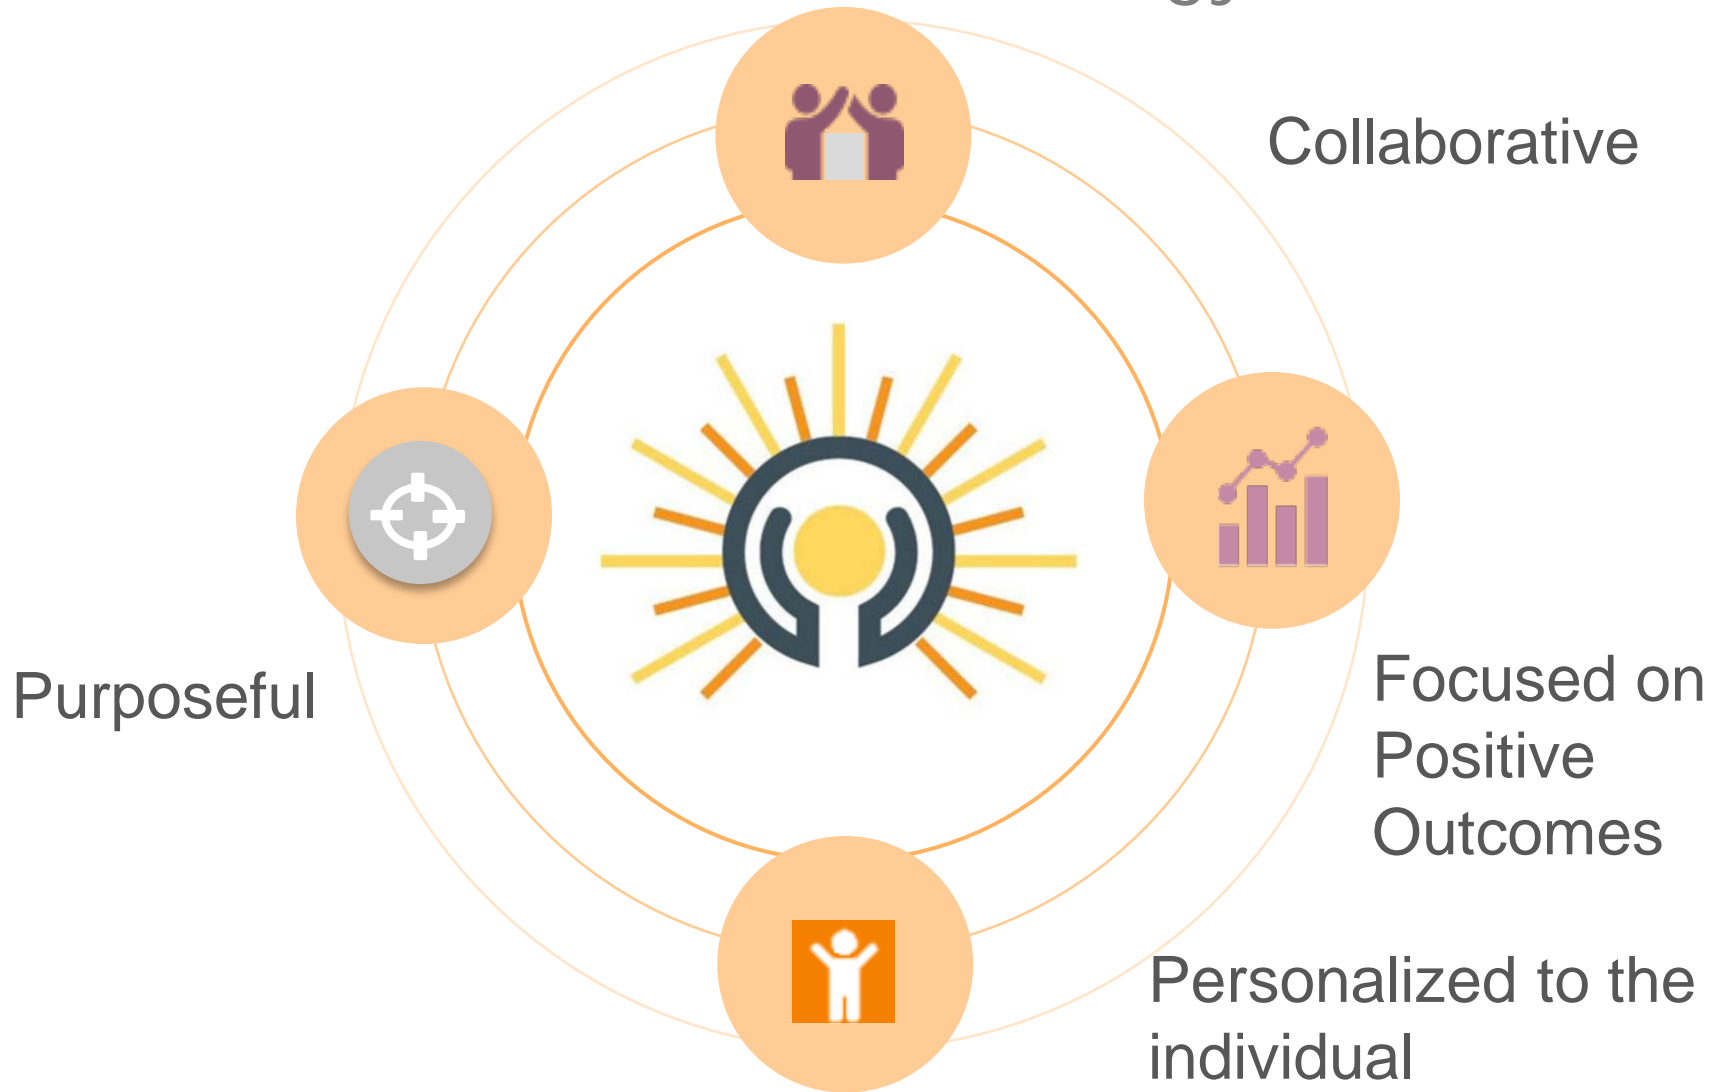 Collaborative
Purposeful
Focused on
Positive
Outcomes
Personalized to the
individual